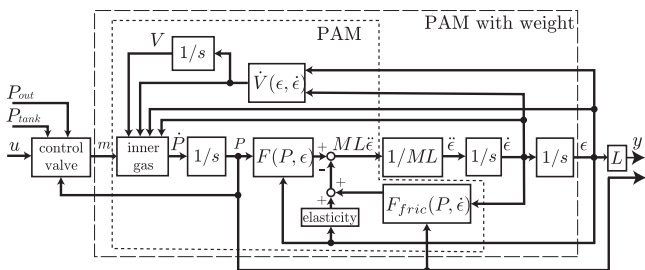 PAM with weight
PAM
V
1/s
V̇(ϵ, ϵ̇)
P_out
P_tank
u
control valve
m
inner gas
Ṗ
1/s
P
F(P, ϵ)
+
-
MLϵ̈
1/ML
ϵ̈
1/s
ϵ̇
1/s
ϵ
L
y
+
+
elasticity
F_fric(P, ϵ̇)